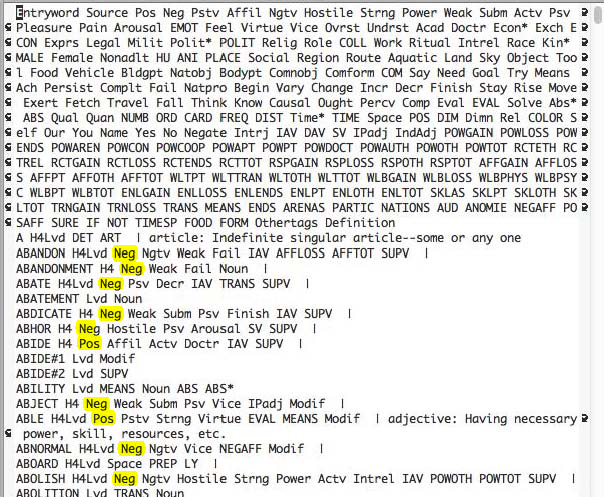 Entryword Source Pos Neg Pstv Affil Ngtv Hostile Strng Power Weak Subm Actv Psv
Pleasure Pain Arousal EMOT Feel Virtue Vice Ovrst Undrst Acad Doctr Econ* Exch E
CON Exprs Legal Milit Polit* POLIT Relig Role COLL Work Ritual Intrel Race Kin*
MALE Female Nonadlt HU ANI PLACE Social Region Route Aquatic Land Sky Object Too
l Food Vehicle Bldgpt Natobj Bodypt Comnobj Comform COM Say Need Goal Try Means
Ach Persist Complt Fail Natpro Begin Vary Change Incr Decr Finish Stay Rise Move
Exert Fetch Travel Fall Think Know Causal Ought Percv Comp Eval EVAL Solve Abs*
ABS Qual Quan NUMB ORD CARD FREQ DIST Time* TIME Space POS DIM Dimn Rel COLOR S
elf Our You Name Yes No Negate Intrj IAV DAV SV IPadj IndAdj POWGAIN POWLOSS POW
ENDS POWAREN POWCON POWCOOP POWAPT POWPT POWDOCT POWAUTH POWOTH POWTOT RCTETH RC
TREL RCTGAIN RCTLOSS RCTENDS RCTTOT RSPGAIN RSPLOSS RSPOTH RSPTOT AFFGAIN AFFLOS
S AFFPT AFFOTH AFFTOT WLTPT WLTTRAN WLTOTH WLTTOT WLBGAIN WLBLOSS WLBPHYS WLBPSY
C WLBPT WLBTOT ENLGAIN ENLLOSS ENLENDS ENLPT ENLOTH ENLTOT SKLAS SKLPT SKLOTH SK
LTOT TRNGAIN TRNLOSS TRANS MEANS ENDS ARENAS PARTIC NATIONS AUD ANOMIE NEGAFF PO
SAFF SURE IF NOT TIMESP FOOD FORM Othertags Definition
A H4Lvd DET ART | article: Indefinite singular article--some or any one
ABANDON H4Lvd Neg Ngtv Weak Fail IAV AFFLOSS AFFTOT SUPV |
ABANDONMENT H4 Neg Weak Fail Noun |
ABATE H4Lvd Neg Psv Decr IAV TRANS SUPV |
ABATEMENT Lvd Noun
ABDICATE H4 Neg Weak Subm Psv Finish IAV SUPV |
ABHOR H4 Neg Hostile Psv Arousal SV SUPV |
ABIDE H4 Pos Affil Actv Doctr IAV SUPV |
ABIDE#1 Lvd Modif
ABIDE#2 Lvd SUPV
ABILITY Lvd MEANS Noun ABS ABS*
ABJECT H4 Neg Weak Subm Psv Vice IPadj Modif |
ABLE H4Lvd Pos Pstv Strng Virtue EVAL MEANS Modif | adjective: Having necessary
power, skill, resources, etc.
ABNORMAL H4Lvd Neg Ngtv Vice NEGAFF Modif |
ABOARD H4Lvd Space PREP LY |
ABOLISH H4Lvd Neg Ngtv Hostile Strng Power Actv Intrel IAV POWOTH POWTOT SUPV |
ABOLITION Lvd TRANS Noun